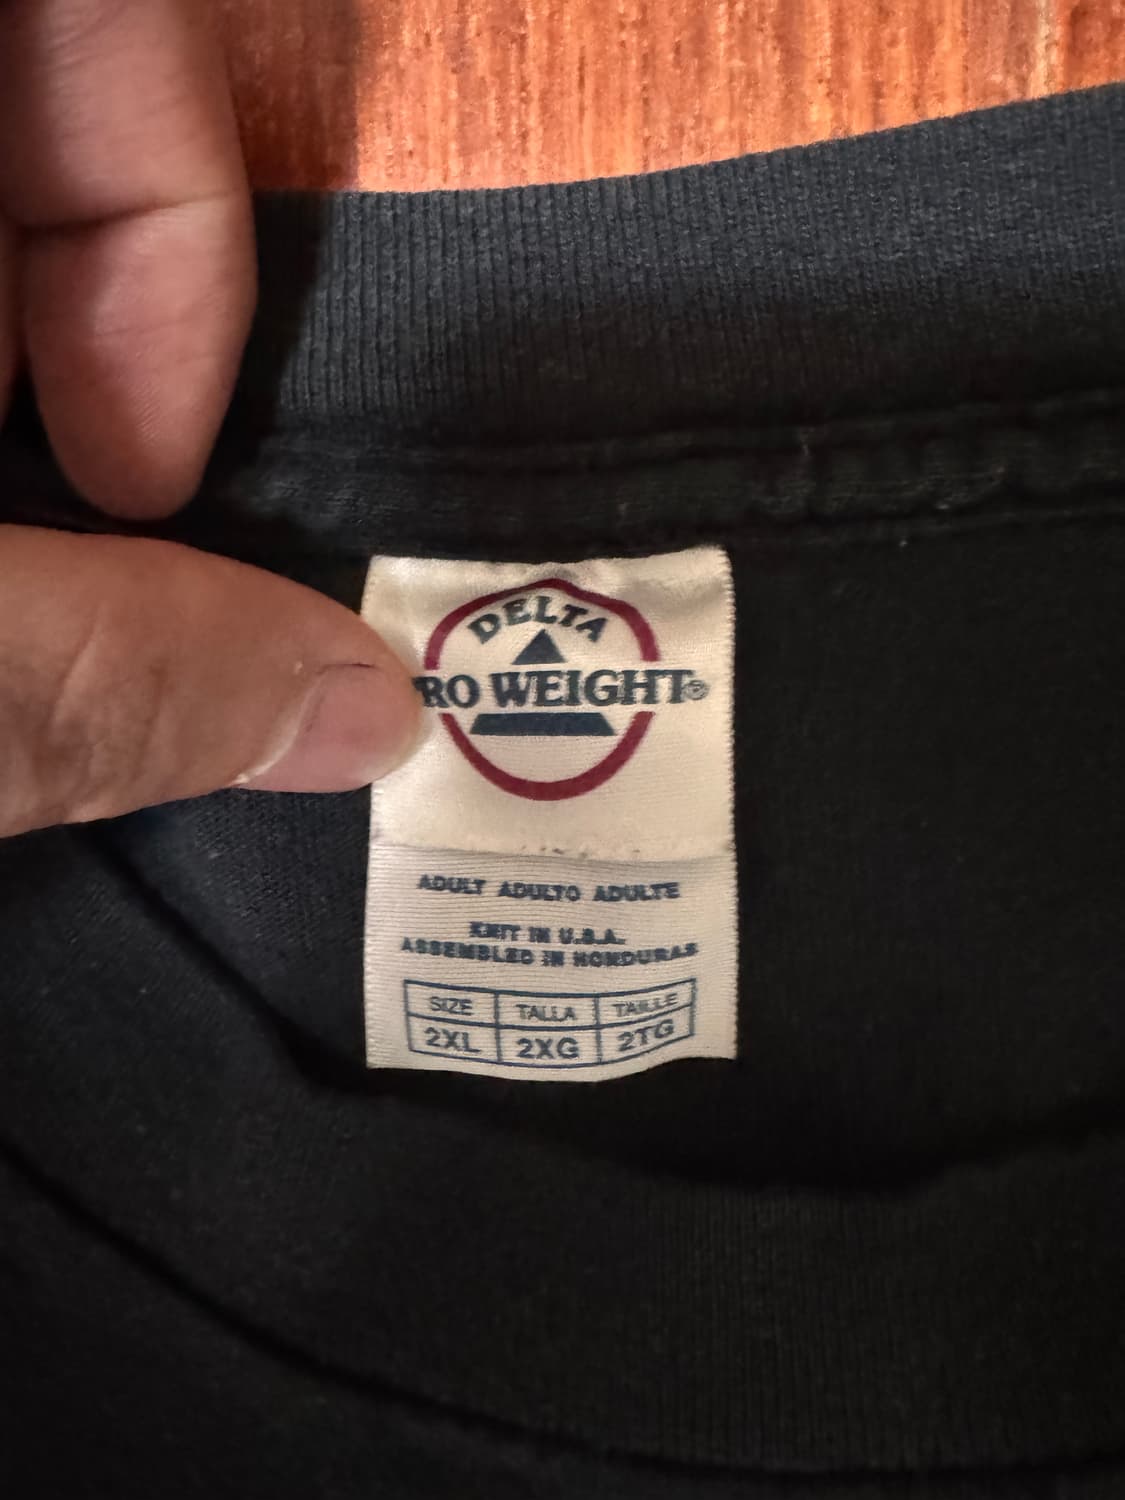 DELTA
RO WEIGHT®
ADULT ADULTO ADULTE
KNIT IN U.S.A.
ASSEMBLED IN HONDURAS
SIZE TALLA TAILLE
2XL 2XG 2TG